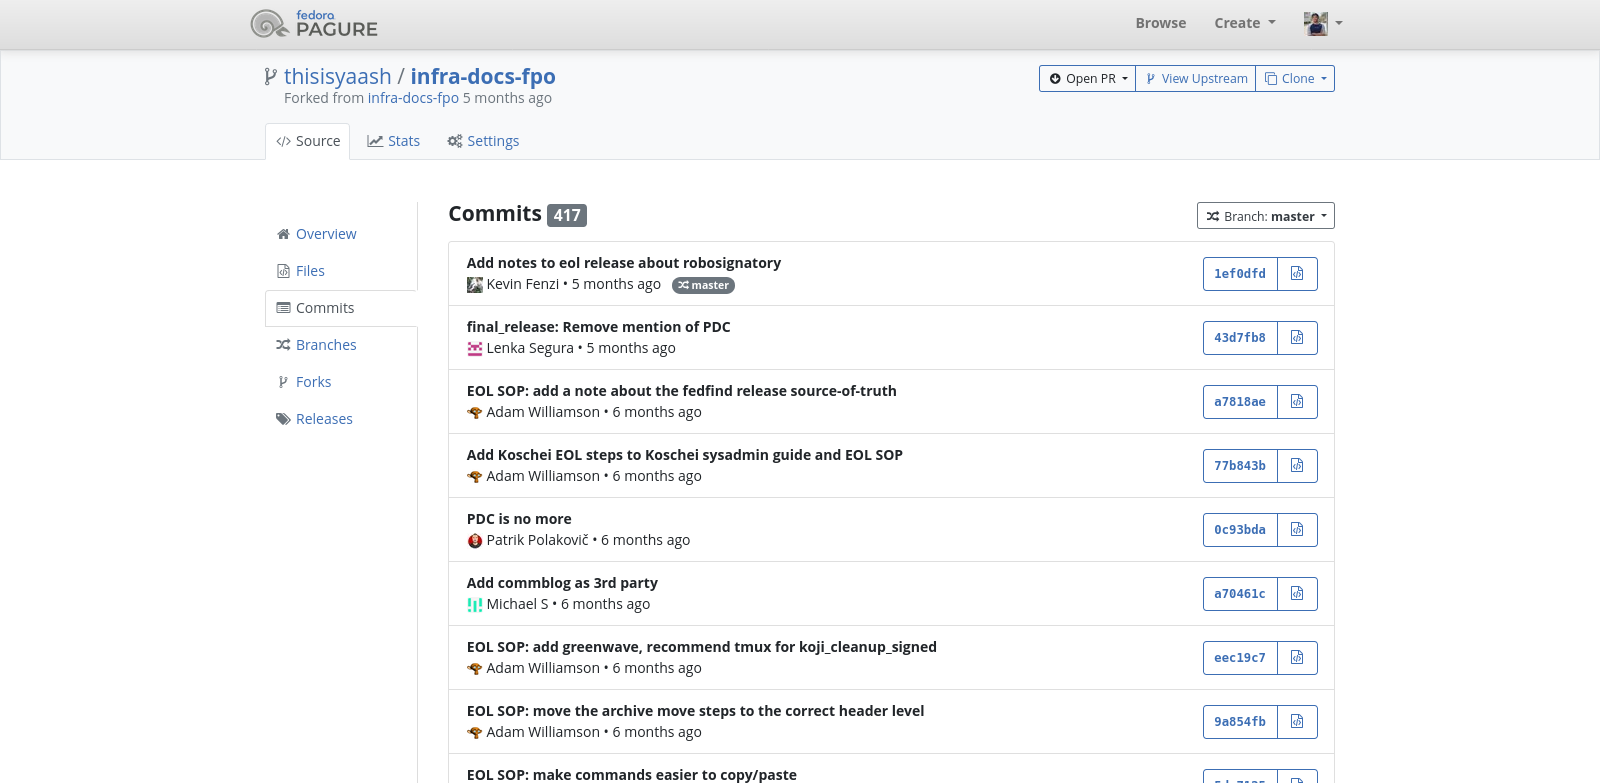 fedora
PAGURE
Browse
Create
thisisyaash / infra-docs-fpo
Forked from infra-docs-fpo 5 months ago
Open PR
View Upstream
Clone
Source
Stats
Settings
Overview
Files
Commits
Branches
Forks
Releases
Commits 417
Branch: master
Add notes to eol release about robosignatory
Kevin Fenzi • 5 months ago master
1ef0dfd
final_release: Remove mention of PDC
Lenka Segura • 5 months ago
43d7fb8
EOL SOP: add a note about the fedfind release source-of-truth
Adam Williamson • 6 months ago
a7818ae
Add Koschei EOL steps to Koschei sysadmin guide and EOL SOP
Adam Williamson • 6 months ago
77b843b
PDC is no more
Patrik Polakovič • 6 months ago
0c93bda
Add commblog as 3rd party
Michael S • 6 months ago
a70461c
EOL SOP: add greenwave, recommend tmux for koji_cleanup_signed
Adam Williamson • 6 months ago
eec19c7
EOL SOP: move the archive move steps to the correct header level
Adam Williamson • 6 months ago
9a854fb
EOL SOP: make commands easier to copy/paste